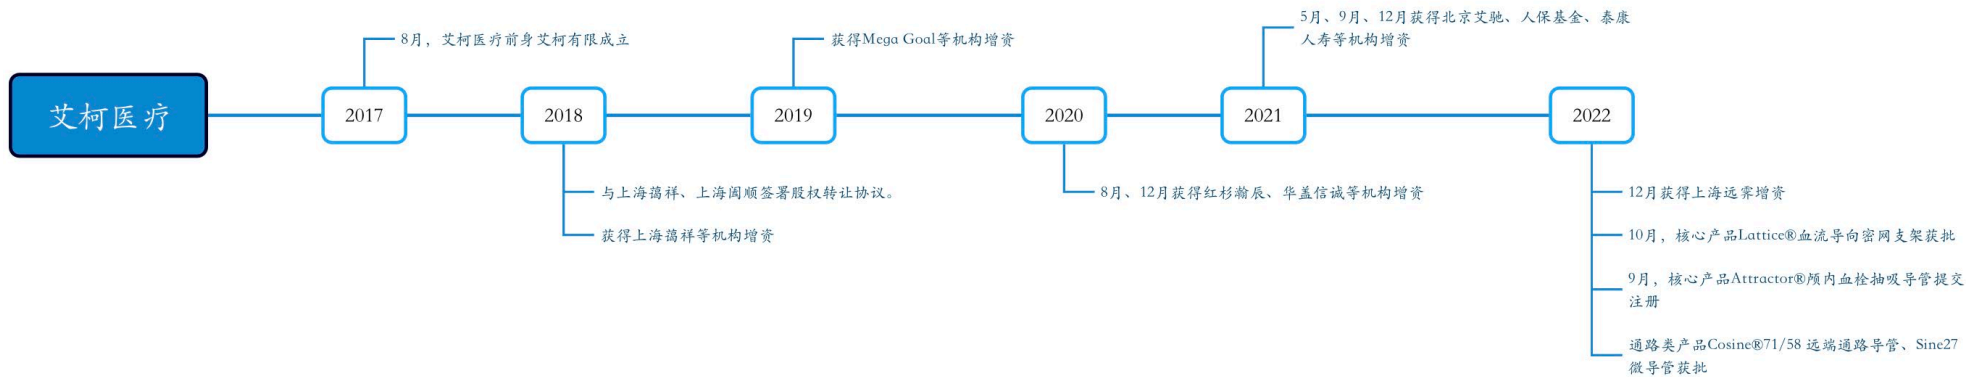 艾柯医疗
2017
8月，艾柯医疗前身艾柯有限成立
2018
与上海蔼祥、上海阖顺签署股权转让协议。
获得上海蔼祥等机构增资
2019
获得Mega Goal等机构增资
2020
8月、12月获得红杉瀚辰、华盖信诚等机构增资
2021
5月、9月、12月获得北京艾驰、人保基金、泰康
人寿等机构增资
2022
12月获得上海远霁增资
10月，核心产品Lattice®血流导向密网支架获批
9月，核心产品Attractor®颅内血栓抽吸导管提交
注册
通路类产品Cosine®71/58 远端通路导管、Sine27
微导管获批